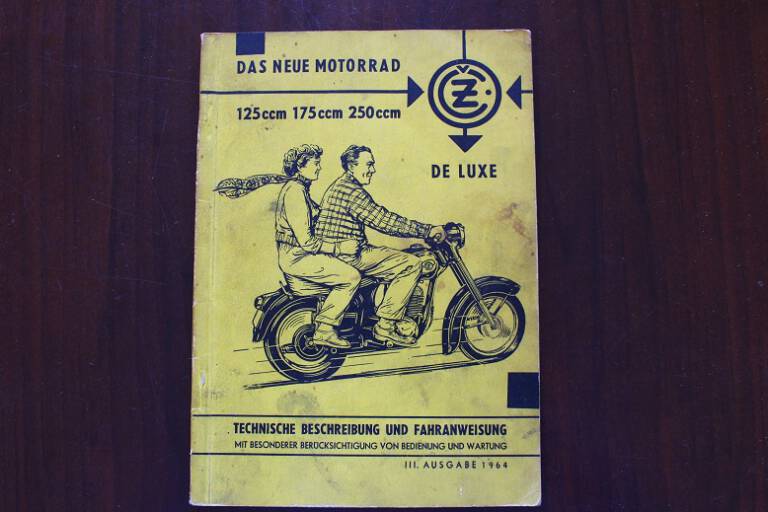 DAS NEUE MOTORRAD
125ccm 175ccm 250ccm
ČZ
DE LUXE
TECHNISCHE BESCHREIBUNG UND FAHRANWEISUNG
MIT BESONDERER BERÜCKSICHTIGUNG VON BEDIENUNG UND WARTUNG
III. AUSGABE 1964